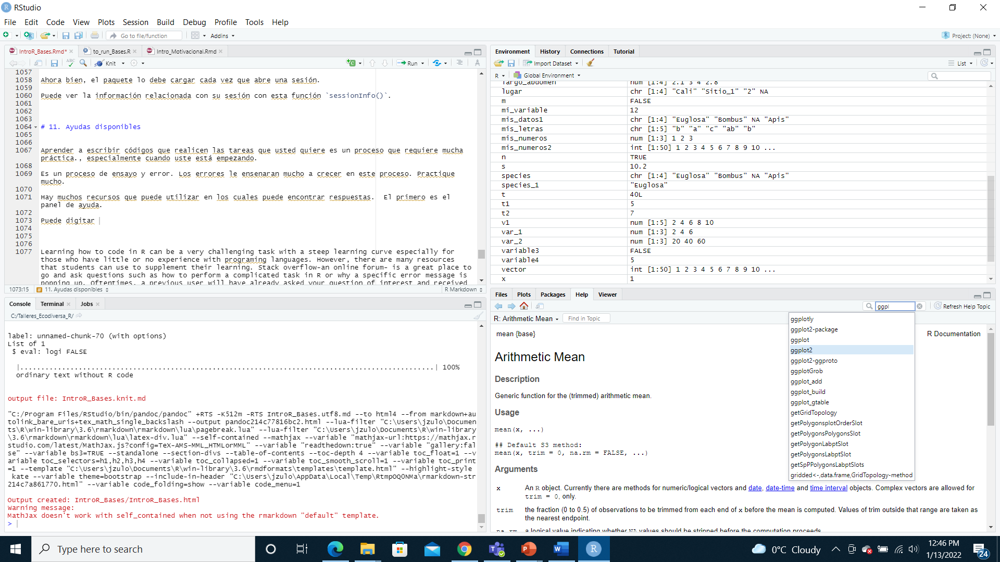 RStudio
File Edit Code View Plots Session Build Debug Profile Tools Help
Go to file/function Addins Project: (None)
IntroR_Bases.Rmd* to_run_Bases.R Intro_Motivacional.Rmd
ABC Knit Run
1057
1058 Ahora bien, el paquete lo debe cargar cada vez que abre una sesión.
1059
1060 Puede ver la información relacionada con su sesión con esta función `sessionInfo()`.
1061
1062
1063
1064 # 11. Ayudas disponibles
1065
1066
1067 Aprender a escribir códigos que realicen las tareas que usted quiere es un proceso que requiere mucha
práctica., especialmente cuando uste está empezando.
1068
1069 Es un proceso de ensayo y error. Los errores le ensenaran mucho a crecer en este proceso. Practique
mucho.
1070
1071 Hay muchos recursos que puede utilizar en los cuales puede encontrar respuestas.  El primero es el
panel de ayuda.
1072
1073 Puede digitar
1074
1075
1076
1077 Learning how to code in R can be a very challenging task with a steep learning curve especially for
those who have little or no experience with programing languages. However, there are many resources
that students can use to supplement their learning. Stack overflow-an online forum- is a great place to
go and ask questions such as how to perform a complicated task in R or why a specific error message is
popping up. Oftentimes, a previous user will have already asked your question of interest and received
1073:15 # 11. Ayudas disponibles R Markdown
Console Terminal Jobs
C:/Talleres_Ecodiversa_R/
label: unnamed-chunk-70 (with options)
List of 1
$ eval: logi FALSE
|...................................................................................................| 100%
ordinary text without R code
output file: IntroR_Bases.knit.md
"C:/Program Files/RStudio/bin/pandoc/pandoc" +RTS -K512m -RTS IntroR_Bases.utf8.md --to html4 --from markdown+au
tolink_bare_uris+tex_math_single_backslash --output pandoc214c77816bc2.html --lua-filter "C:\Users\jzulo\Documen
ts\R\win-library\3.6\rmarkdown\rmarkdown\lua\pagebreak.lua" --lua-filter "C:\Users\jzulo\Documents\R\win-library
\3.6\rmarkdown\rmarkdown\lua\latex-div.lua" --self-contained --mathjax --variable "mathjax-url:https://mathjax.r
studio.com/latest/MathJax.js?config=TeX-AMS-MML_HTMLorMML" --variable "readthedown:true" --variable "gallery:fal
se" --variable bs3=TRUE --standalone --section-divs --table-of-contents --toc-depth 4 --variable toc_float=1 --v
ariable toc_selectors=h1,h2,h3,h4 --variable toc_collapsed=1 --variable toc_smooth_scroll=1 --variable toc_print
=1 --template "C:\Users\jzulo\Documents\R\win-library\3.6\rmdformats\templates\template.html" --highlight-style
kate --variable theme=bootstrap --include-in-header "C:\Users\jzulo\AppData\Local\Temp\RtmpOQONMa\rmarkdown-str
214c7a861770.html" --variable code_folding=show --variable code_menu=1
Output created: IntroR_Bases/IntroR_Bases.html
Warning message:
MathJax doesn't work with self_contained when not using the rmarkdown "default" template.
>
Environment History Connections Tutorial
Import Dataset List
R Global Environment
largo_abdomen num [1:4] 2.1 3 4 2.8
lugar chr [1:4] "Cali" "Sitio_1" "2" NA
m FALSE
mi_variable 12
mis_datos1 chr [1:4] "Euglosa" "Bombus" NA "Apis"
mis_letras chr [1:5] "b" "a" "c" "ab" "b"
mis_numeros num [1:3] 1 2 3
mis_numeros2 int [1:50] 1 2 3 4 5 6 7 8 9 10 ...
n TRUE
s 10.2
species chr [1:4] "Euglosa" "Bombus" NA "Apis"
species_1 "Euglosa"
t 40L
t1 5
t2 7
v1 num [1:5] 2 4 6 8 10
var_1 num [1:3] 2 4 6
var_2 num [1:3] 20 40 60
variable3 FALSE
variable4 5
vector int [1:50] 1 2 3 4 5 6 7 8 9 10 ...
x 1
Files Plots Packages Help Viewer
ggpl Refresh Help Topic
R: Arithmetic Mean Find in Topic
ggplotly
ggplot2-package
ggplot
ggplot2
ggplot2-ggproto
ggplotGrob
ggplot_add
ggplot_build
ggplot_gtable
getGridTopology
getPolygonsplotOrderSlot
getPolygonsPolygonsSlot
getPolygonLabptSlot
getPolygonsLabptSlot
getSpPPolygonsLabptSlots
gridded<-,data.frame,GridTopology-method
mean {base} R Documentation
Arithmetic Mean
Description
Generic function for the (trimmed) arithmetic mean.
Usage
mean(x, ...)
## Default S3 method:
mean(x, trim = 0, na.rm = FALSE, ...)
Arguments
x An R object. Currently there are methods for numeric/logical vectors and date, date-time and time interval objects. Complex vectors are allowed for
trim = 0, only.
trim the fraction (0 to 0.5) of observations to be trimmed from each end of x before the mean is computed. Values of trim outside that range are taken as
the nearest endpoint.
na.rm a logical value indicating whether NA values should be stripped before the computation proceeds.
Type here to search
0°C Cloudy
12:46 PM
1/13/2022
24